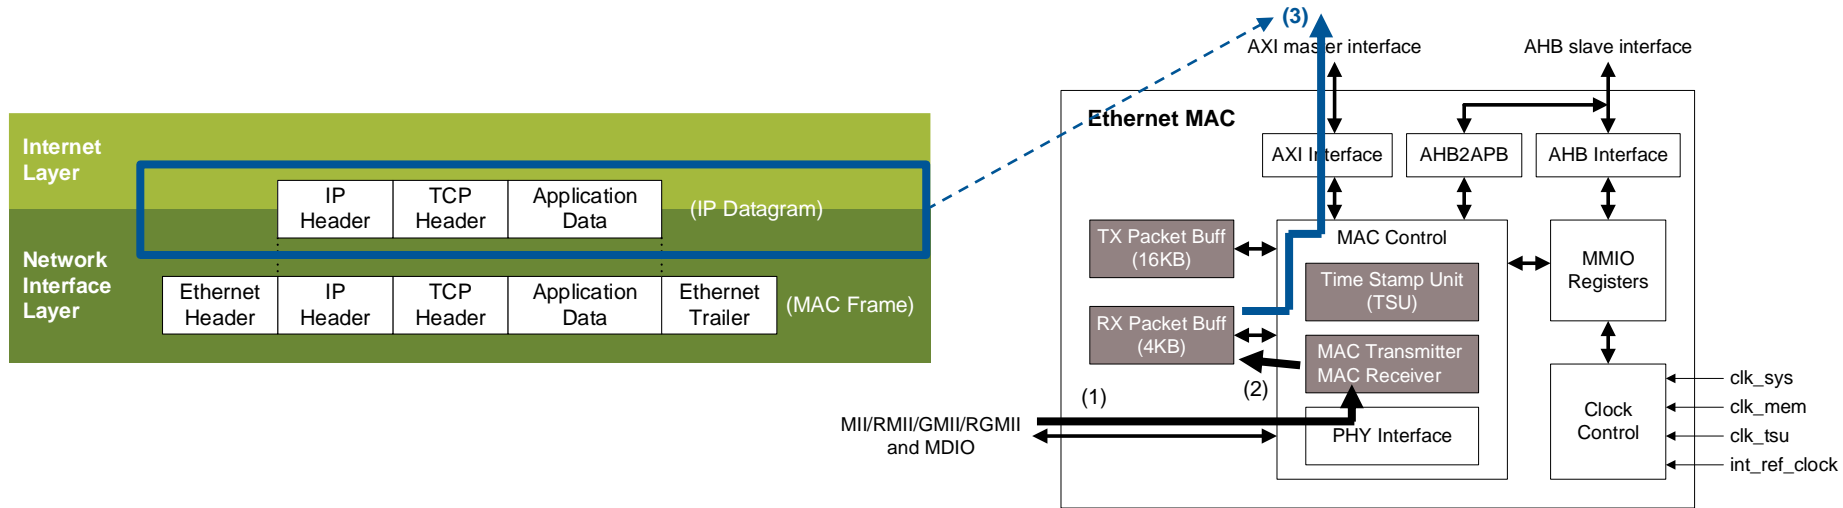 Internet
Layer
IP
Header
TCP
Header
Application
Data
(IP Datagram)
Network
Interface
Layer
Ethernet
Header
IP
Header
TCP
Header
Application
Data
Ethernet
Trailer
(MAC Frame)
(3)
AXI master interface
AHB slave interface
Ethernet MAC
AXI Interface
AHB2APB
AHB Interface
TX Packet Buff
(16KB)
MAC Control
Time Stamp Unit
(TSU)
MMIO
Registers
RX Packet Buff
(4KB)
MAC Transmitter
MAC Receiver
(1)
(2)
MII/RMII/GMII/RGMII
and MDIO
PHY Interface
Clock
Control
clk_sys
clk_mem
clk_tsu
int_ref_clock